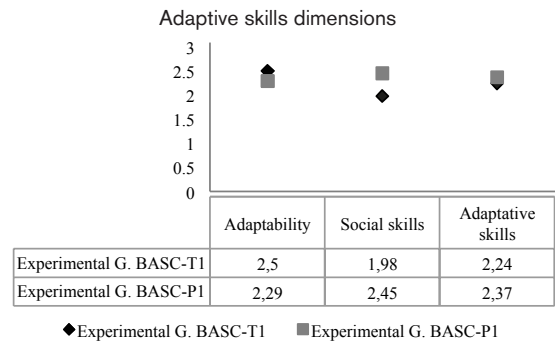 Adaptive skills dimensions
3
2.5
2
1.5
1
0.5
0
Adaptability Social skills Adaptative skills
Experimental G. BASC-T1 2,5 1,98 2,24
Experimental G. BASC-P1 2,29 2,45 2,37
Experimental G. BASC-T1 Experimental G. BASC-P1